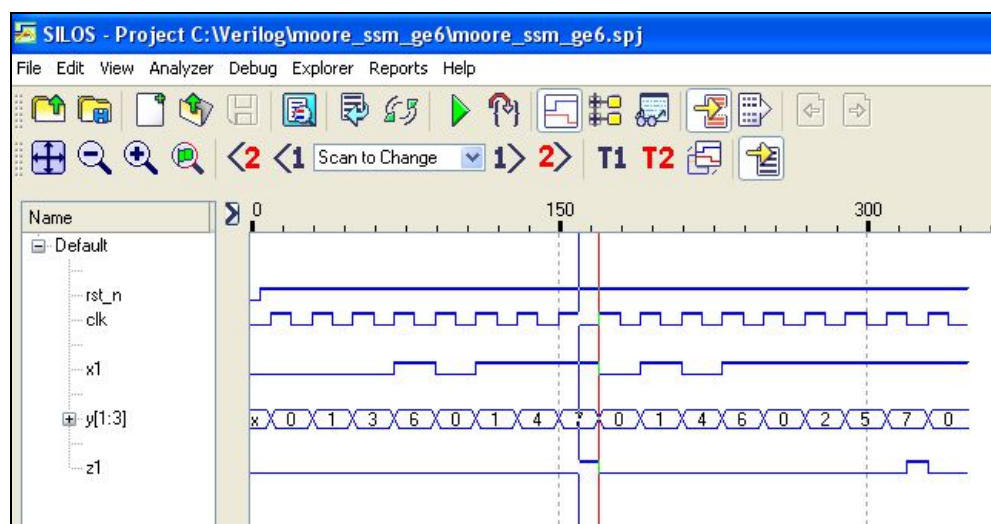 SILOS - Project C:\Verilog\moore_ssm_ge6\moore_ssm_ge6.spj
File Edit View Analyzer Debug Explorer Reports Help
<2 <1 Scan to Change 1> 2> T1 T2
Name 0 150 300
Default
rst_n
clk
x1
y[1:3] x 0 1 3 6 0 1 4 7 0 1 4 6 0 2 5 7 0
z1